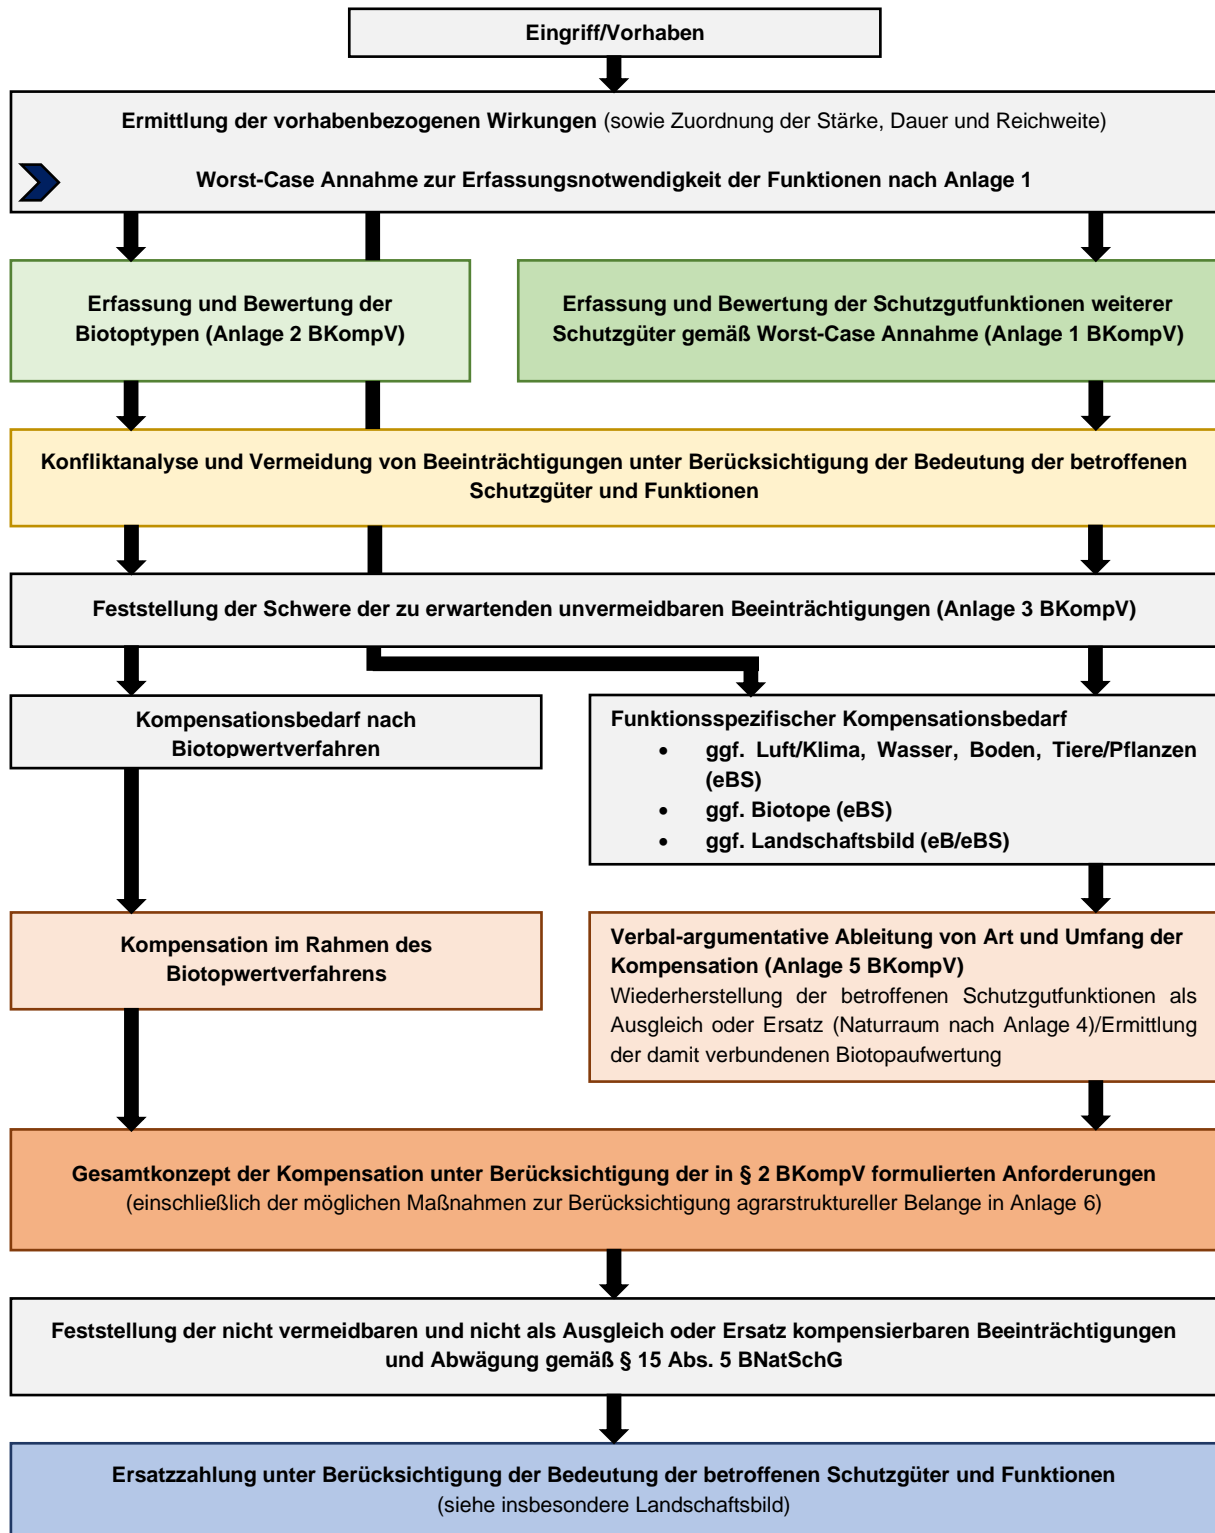 Eingriff/Vorhaben
Ermittlung der vorhabenbezogenen Wirkungen (sowie Zuordnung der Stärke, Dauer und Reichweite)
Worst-Case Annahme zur Erfassungsnotwendigkeit der Funktionen nach Anlage 1
Erfassung und Bewertung der
Biotoptypen (Anlage 2 BKompV)
Erfassung und Bewertung der Schutzgutfunktionen weiterer
Schutzgüter gemäß Worst-Case Annahme (Anlage 1 BKompV)
Konfliktanalyse und Vermeidung von Beeinträchtigungen unter Berücksichtigung der Bedeutung der betroffenen
Schutzgüter und Funktionen
Feststellung der Schwere der zu erwartenden unvermeidbaren Beeinträchtigungen (Anlage 3 BKompV)
Kompensationsbedarf nach
Biotopwertverfahren
Funktionsspezifischer Kompensationsbedarf
• ggf. Luft/Klima, Wasser, Boden, Tiere/Pflanzen
(eBS)
• ggf. Biotope (eBS)
• ggf. Landschaftsbild (eB/eBS)
Kompensation im Rahmen des
Biotopwertverfahrens
Verbal-argumentative Ableitung von Art und Umfang der
Kompensation (Anlage 5 BKompV)
Wiederherstellung der betroffenen Schutzgutfunktionen als
Ausgleich oder Ersatz (Naturraum nach Anlage 4)/Ermittlung
der damit verbundenen Biotopaufwertung
Gesamtkonzept der Kompensation unter Berücksichtigung der in § 2 BKompV formulierten Anforderungen
(einschließlich der möglichen Maßnahmen zur Berücksichtigung agrarstruktureller Belange in Anlage 6)
Feststellung der nicht vermeidbaren und nicht als Ausgleich oder Ersatz kompensierbaren Beeinträchtigungen
und Abwägung gemäß § 15 Abs. 5 BNatSchG
Ersatzzahlung unter Berücksichtigung der Bedeutung der betroffenen Schutzgüter und Funktionen
(siehe insbesondere Landschaftsbild)